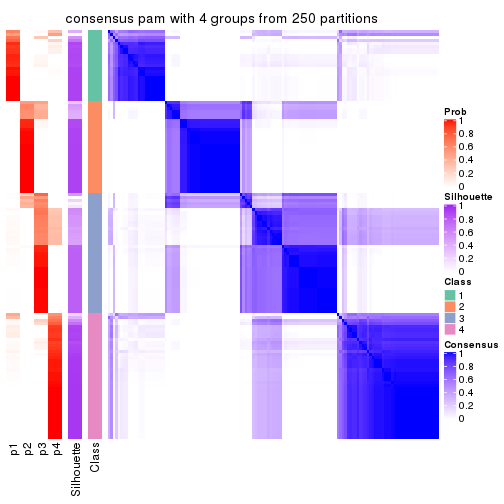 consensus pam with 4 groups from 250 partitions
Prob
1
0.8
0.6
0.4
0.2
0
Silhouette
1
0.8
0.6
0.4
0.2
0
Class
1
2
3
4
Consensus
1
0.8
0.6
0.4
0.2
0
p1
p2
p3
p4
Silhouette
Class